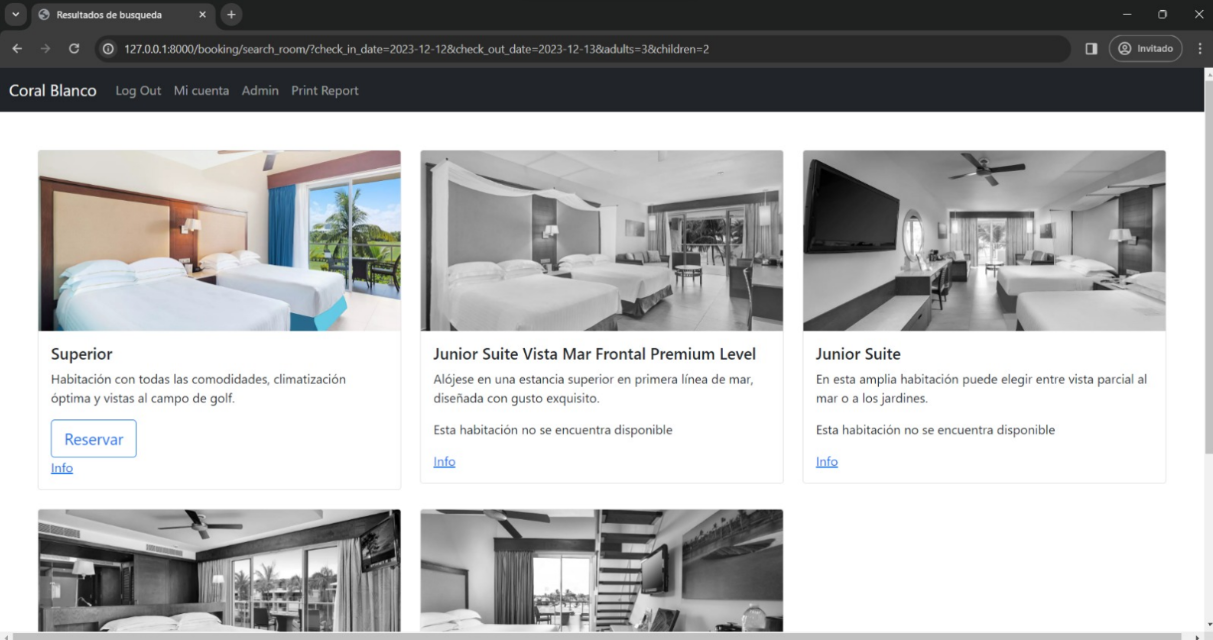 Resultados de busqueda
127.0.0.1:8000/booking/search_room/?check_in_date=2023-12-12&check_out_date=2023-12-13&adults=3&children=2
Invitado
Coral Blanco Log Out Mi cuenta Admin Print Report
Superior
Habitación con todas las comodidades, climatización
óptima y vistas al campo de golf.
Reservar
Info
Junior Suite Vista Mar Frontal Premium Level
Alójese en una estancia superior en primera línea de mar,
diseñada con gusto exquisito.
Esta habitación no se encuentra disponible
Info
Junior Suite
En esta amplia habitación puede elegir entre vista parcial al
mar o a los jardines.
Esta habitación no se encuentra disponible
Info